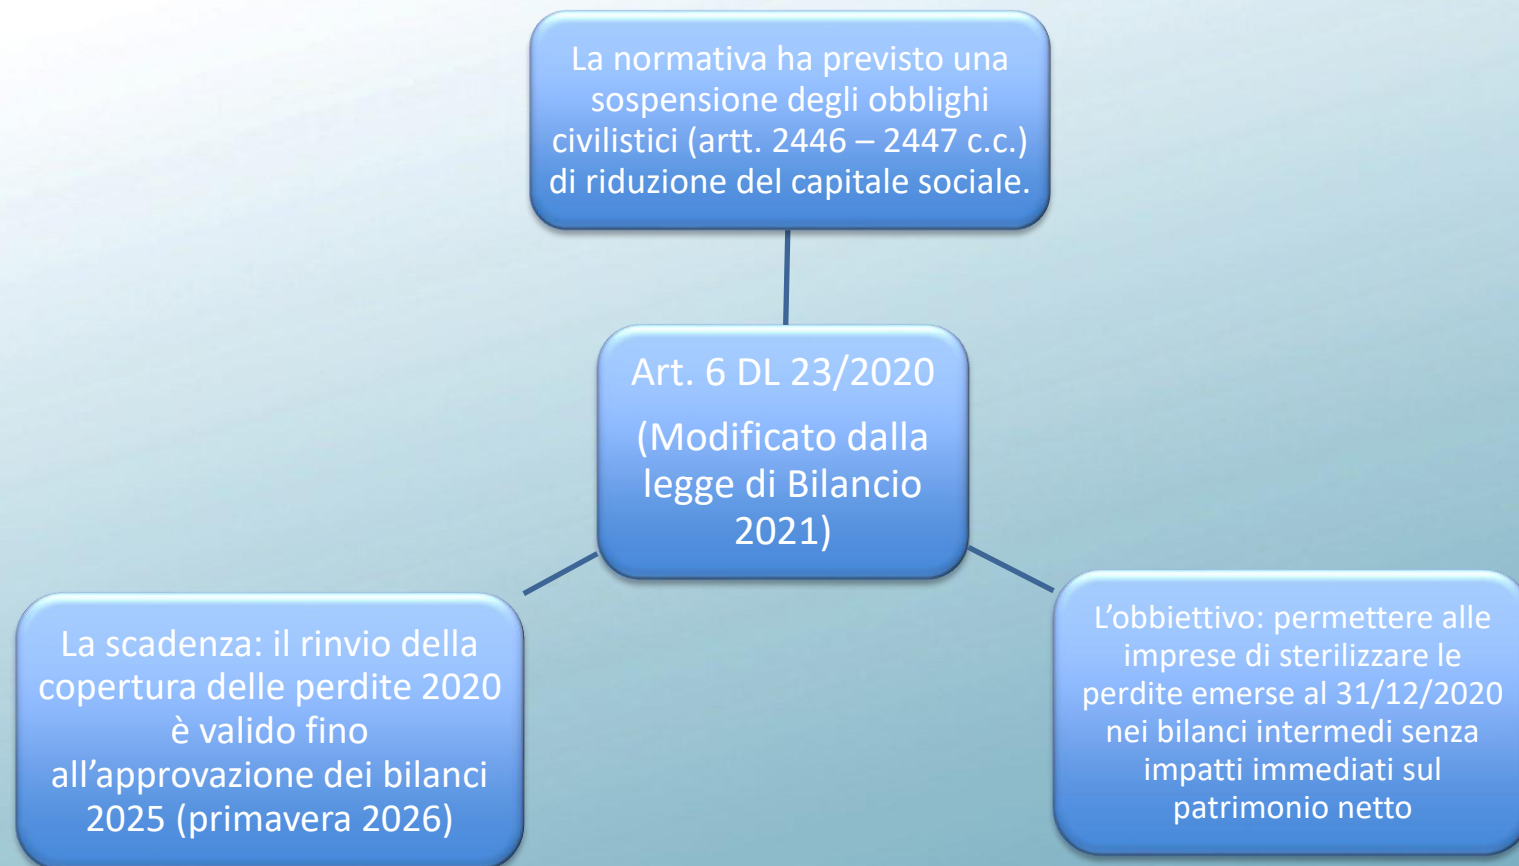 La normativa ha previsto una
sospensione degli obblighi
civilistici (artt. 2446 – 2447 c.c.)
di riduzione del capitale sociale.
Art. 6 DL 23/2020
(Modificato dalla
legge di Bilancio
2021)
La scadenza: il rinvio della
copertura delle perdite 2020
è valido fino
all’approvazione dei bilanci
2025 (primavera 2026)
L’obbiettivo: permettere alle
imprese di sterilizzare le
perdite emerse al 31/12/2020
nei bilanci intermedi senza
impatti immediati sul
patrimonio netto